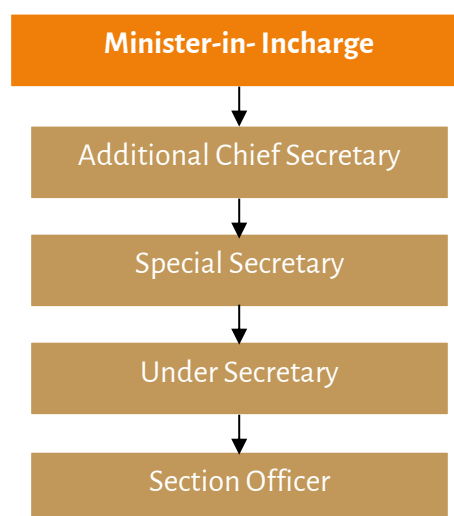 Minister-in- Incharge
Additional Chief Secretary
Special Secretary
Under Secretary
Section Officer